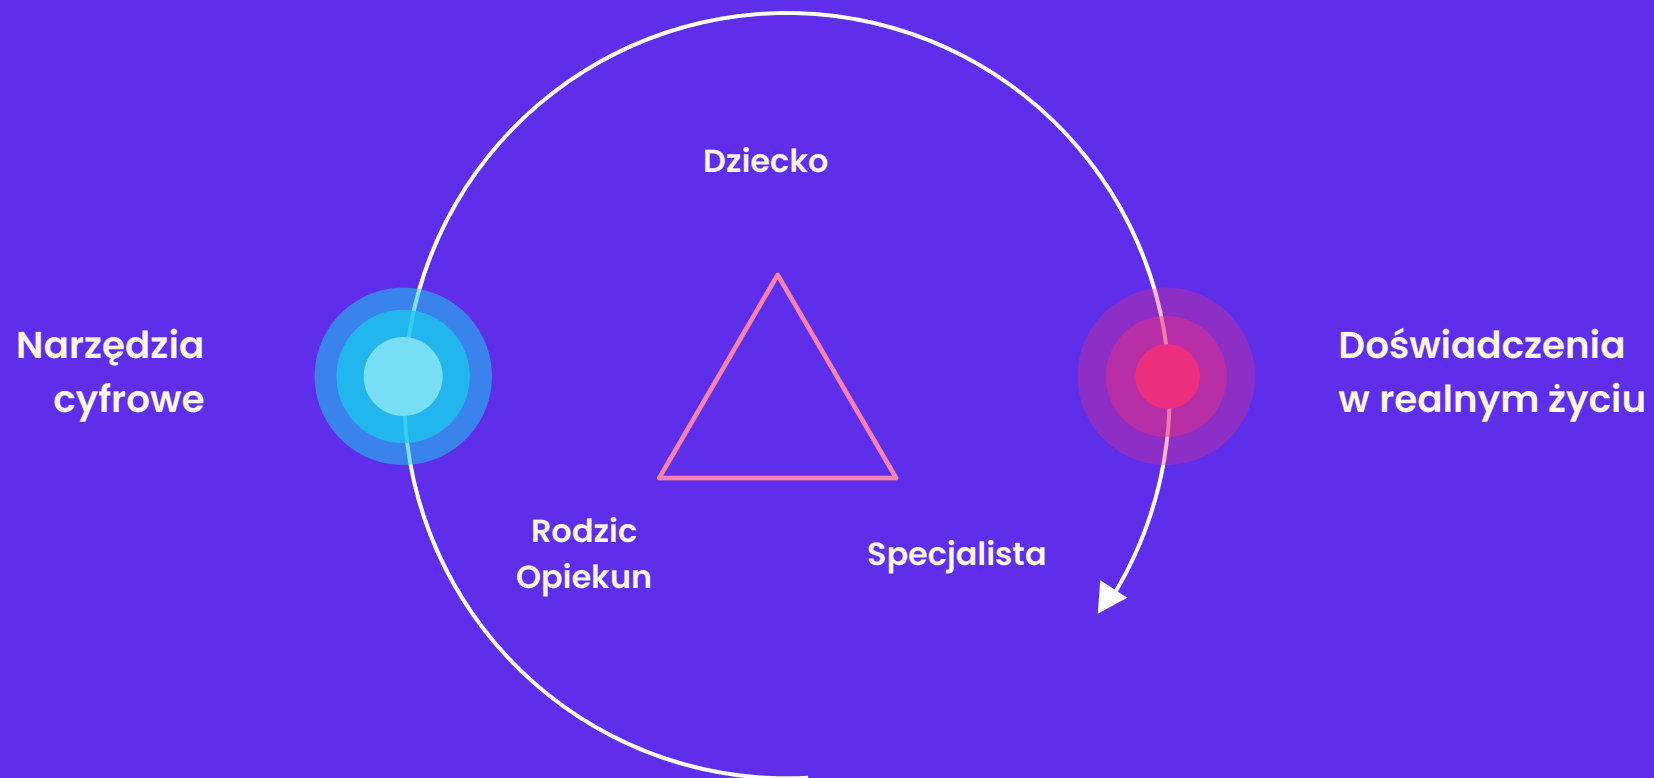 Dziecko
Narzędzia
cyfrowe
Doświadczenia
w realnym życiu
Rodzic
Opiekun
Specjalista